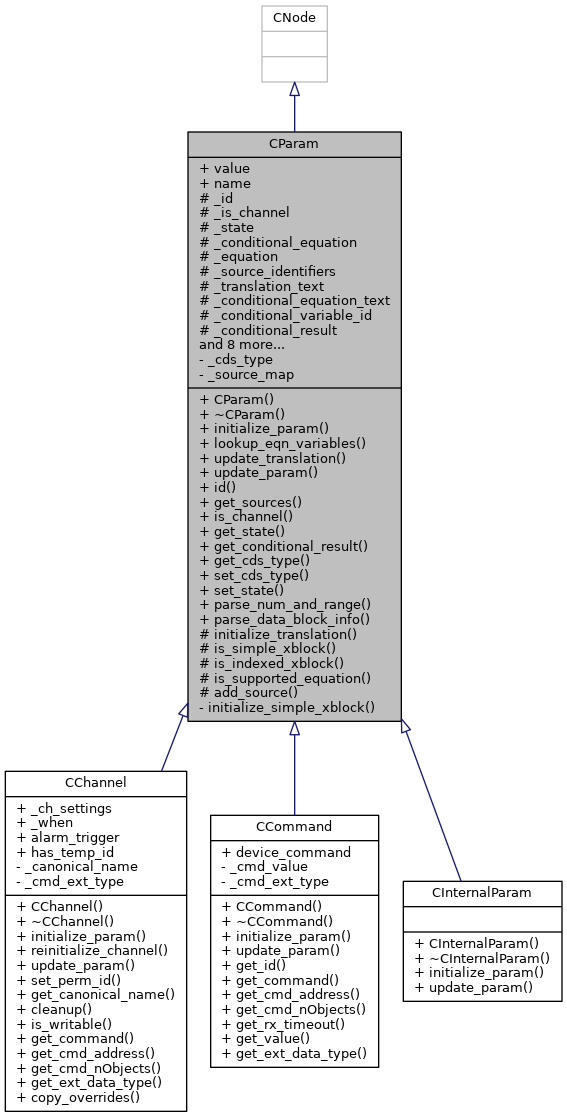 CNode
CParam
+ value
+ name
# _id
# _is_channel
# _state
# _conditional_equation
# _equation
# _source_identifiers
# _translation_text
# _conditional_equation_text
# _conditional_variable_id
# _conditional_result
and 8 more...
- _cds_type
- _source_map
+ CParam()
+ ~CParam()
+ initialize_param()
+ lookup_eqn_variables()
+ update_translation()
+ update_param()
+ id()
+ get_sources()
+ is_channel()
+ get_state()
+ get_conditional_result()
+ get_cds_type()
+ set_cds_type()
+ set_state()
+ parse_num_and_range()
+ parse_data_block_info()
# initialize_translation()
# is_simple_xblock()
# is_indexed_xblock()
# is_supported_equation()
# add_source()
- initialize_simple_xblock()
CChannel
+ _ch_settings
+ _when
+ alarm_trigger
+ has_temp_id
- _canonical_name
- _cmd_ext_type
+ CChannel()
+ ~CChannel()
+ initialize_param()
+ reinitialize_channel()
+ update_param()
+ set_perm_id()
+ get_canonical_name()
+ cleanup()
+ is_writable()
+ get_command()
+ get_cmd_address()
+ get_cmd_nObjects()
+ get_ext_data_type()
+ copy_overrides()
CCommand
+ device_command
- _cmd_value
- _cmd_ext_type
+ CCommand()
+ ~CCommand()
+ initialize_param()
+ update_param()
+ get_id()
+ get_command()
+ get_cmd_address()
+ get_cmd_nObjects()
+ get_rx_timeout()
+ get_value()
+ get_ext_data_type()
CInternalParam
+ CInternalParam()
+ ~CInternalParam()
+ initialize_param()
+ update_param()